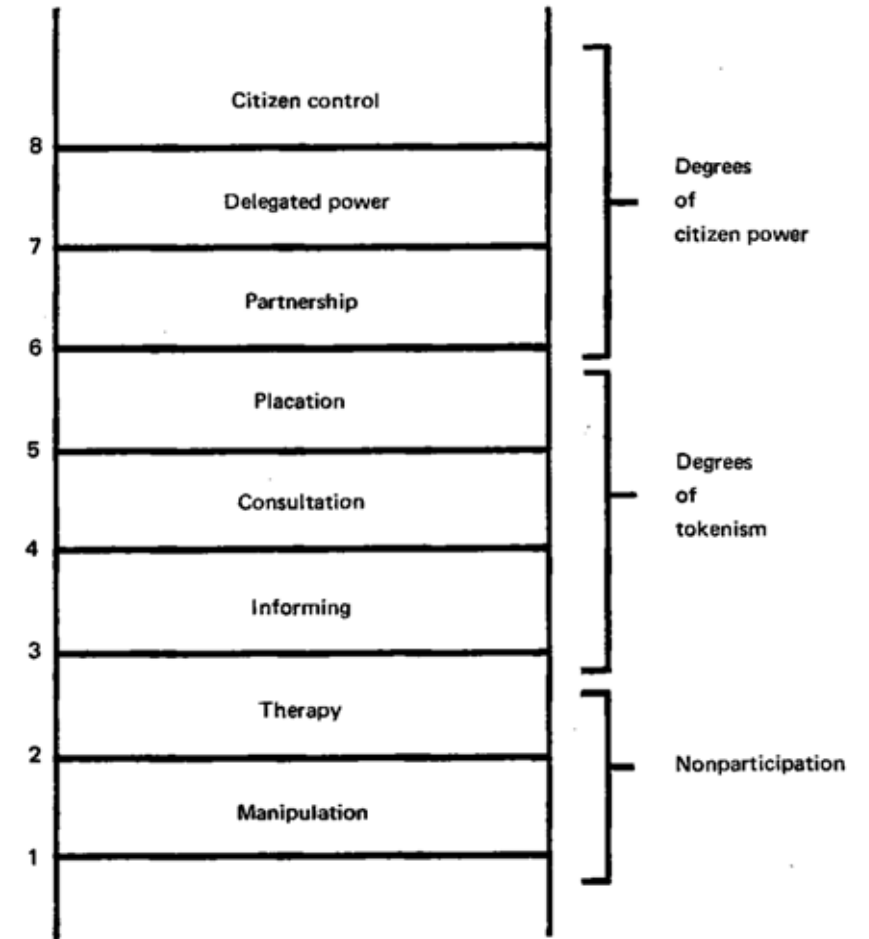 Citizen control
8
Delegated power
7
Partnership
6
Placation
5
Consultation
4
Informing
3
Therapy
2
Manipulation
1
Degrees
of
citizen power
Degrees
of
tokenism
Nonparticipation